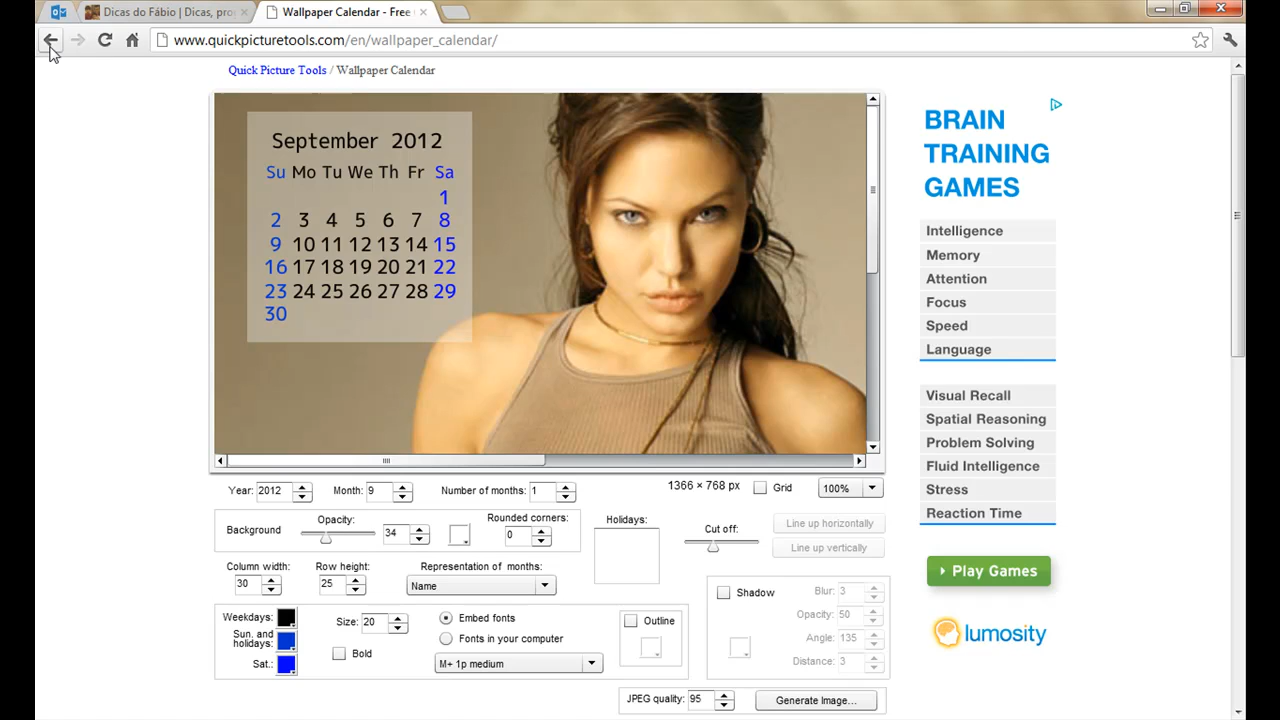 Dicas do Fábio | Dicas, pro
Wallpaper Calendar - Free
www.quickpicturetools.com/en/wallpaper_calendar/
Quick Picture Tools / Wallpaper Calendar
September 2012
Su Mo Tu We Th Fr Sa
1
2 3 4 5 6 7 8
9 10 11 12 13 14 15
16 17 18 19 20 21 22
23 24 25 26 27 28 29
30
BRAIN
TRAINING
GAMES
Intelligence
Memory
Attention
Focus
Speed
Language
Visual Recall
Spatial Reasoning
Problem Solving
Fluid Intelligence
Stress
Reaction Time
Play Games
lumosity
Year: 2012 Month: 9 Number of months: 1 1366 × 768 px Grid 100%
Background Opacity: 34 Rounded corners: 0 Holidays: Cut off: Line up horizontally
Line up vertically
Column width: 30 Row height: 25 Representation of months: Name
Weekdays:
Sun. and holidays:
Sat.:
Size: 20
Bold
Embed fonts
Fonts in your computer
M+ 1p medium
Outline
Shadow
Blur: 3
Opacity: 50
Angle: 135
Distance: 3
JPEG quality: 95 Generate Image...